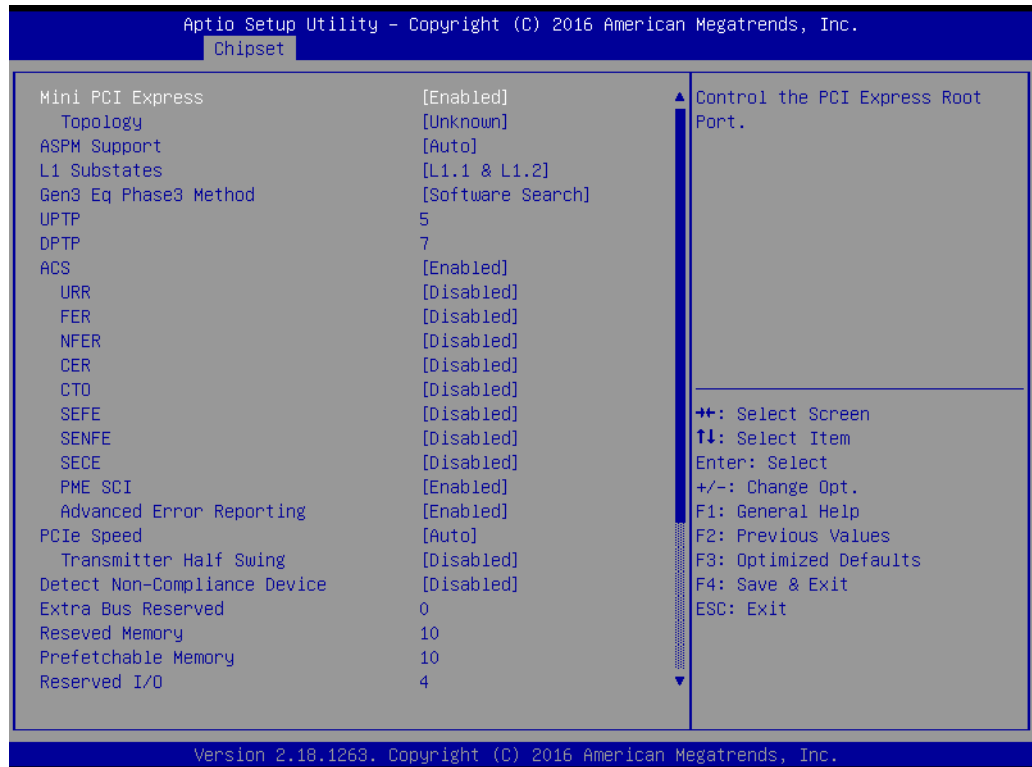 Aptio Setup Utility – Copyright (C) 2016 American Megatrends, Inc.
Chipset
Mini PCI Express [Enabled]
Topology [Unknown]
ASPM Support [Auto]
L1 Substates [L1.1 & L1.2]
Gen3 Eq Phase3 Method [Software Search]
UPTP 5
DPTP 7
ACS [Enabled]
URR [Disabled]
FER [Disabled]
NFER [Disabled]
CER [Disabled]
CTO [Disabled]
SEFE [Disabled]
SENFE [Disabled]
SECE [Disabled]
PME SCI [Enabled]
Advanced Error Reporting [Enabled]
PCIe Speed [Auto]
Transmitter Half Swing [Disabled]
Detect Non-Compliance Device [Disabled]
Extra Bus Reserved 0
Reseved Memory 10
Prefetchable Memory 10
Reserved I/O 4
Control the PCI Express Root
Port.
→←: Select Screen
↑↓: Select Item
Enter: Select
+/-: Change Opt.
F1: General Help
F2: Previous Values
F3: Optimized Defaults
F4: Save & Exit
ESC: Exit
Version 2.18.1263. Copyright (C) 2016 American Megatrends, Inc.